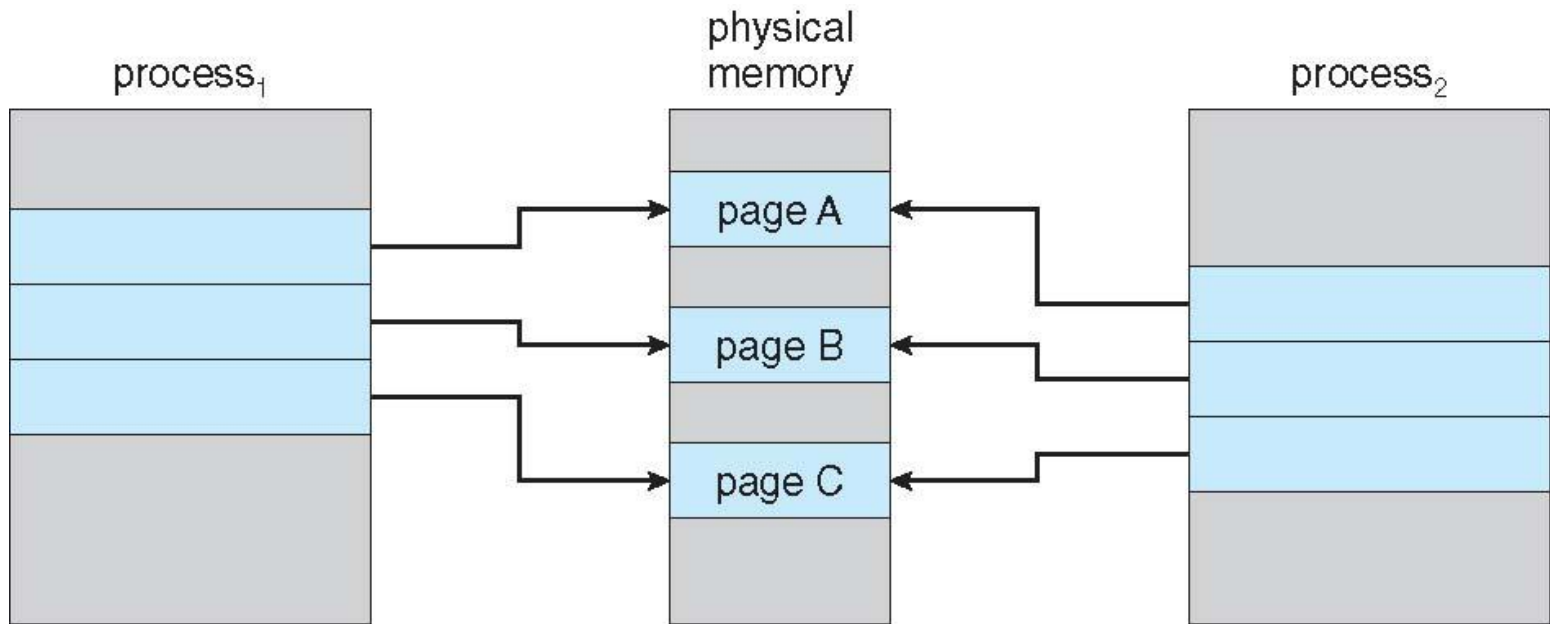 physical
memory
process₁
process₂
page A
page B
page C